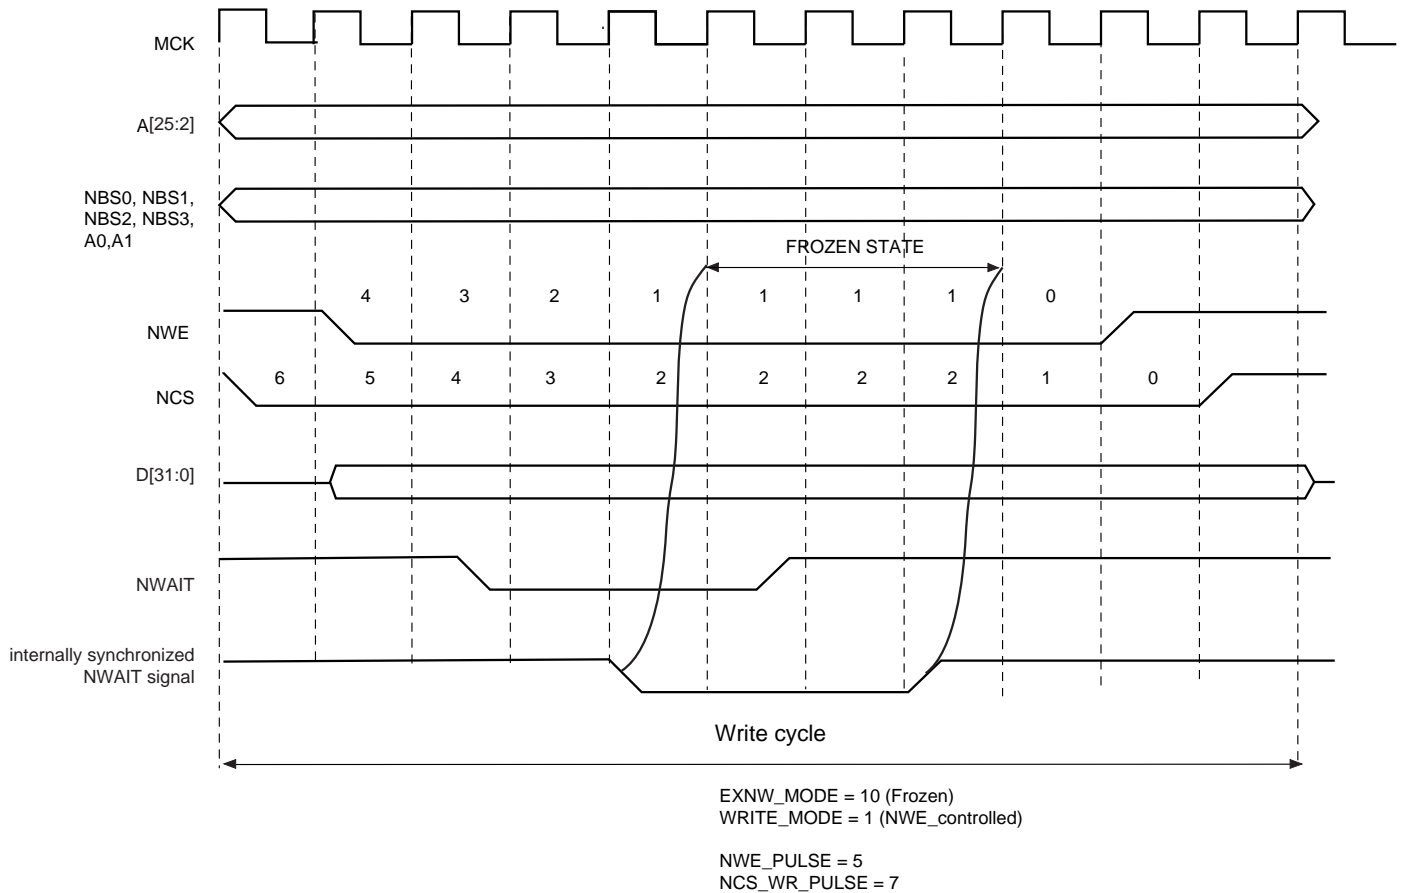 MCK
A[25:2]
NBS0, NBS1,
NBS2, NBS3,
A0,A1
FROZEN STATE
4 3 2 1 1 1 1 0
NWE
6 5 4 3 2 2 2 2 1 0
NCS
D[31:0]
NWAIT
internally synchronized
NWAIT signal
Write cycle
EXNW_MODE = 10 (Frozen)
WRITE_MODE = 1 (NWE_controlled)
NWE_PULSE = 5
NCS_WR_PULSE = 7